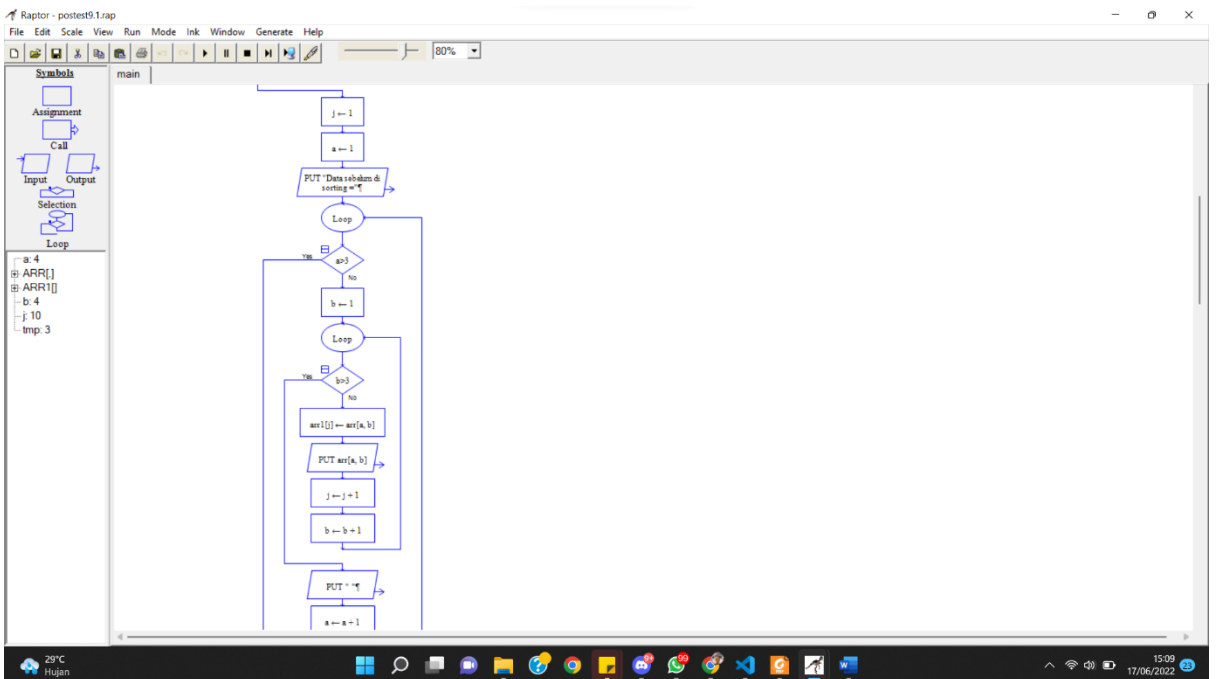 Raptor - postest9.1.rap
File Edit Scale View Run Mode Ink Window Generate Help
80%
Symbols
main
Assignment
Call
Input Output
Selection
Loop
a: 4
ARR[,]
ARR1[]
b: 4
j: 10
tmp: 3
j ← 1
a ← 1
PUT "Data sebelum di
sorting ="¶
Loop
Yes
a>3
No
b ← 1
Loop
Yes
b>3
No
arr1[j] ← arr[a, b]
PUT arr[a, b]
j ← j + 1
b ← b + 1
PUT " "¶
a ← a + 1
29°C
Hujan
9+
99
15:09
17/06/2022
23